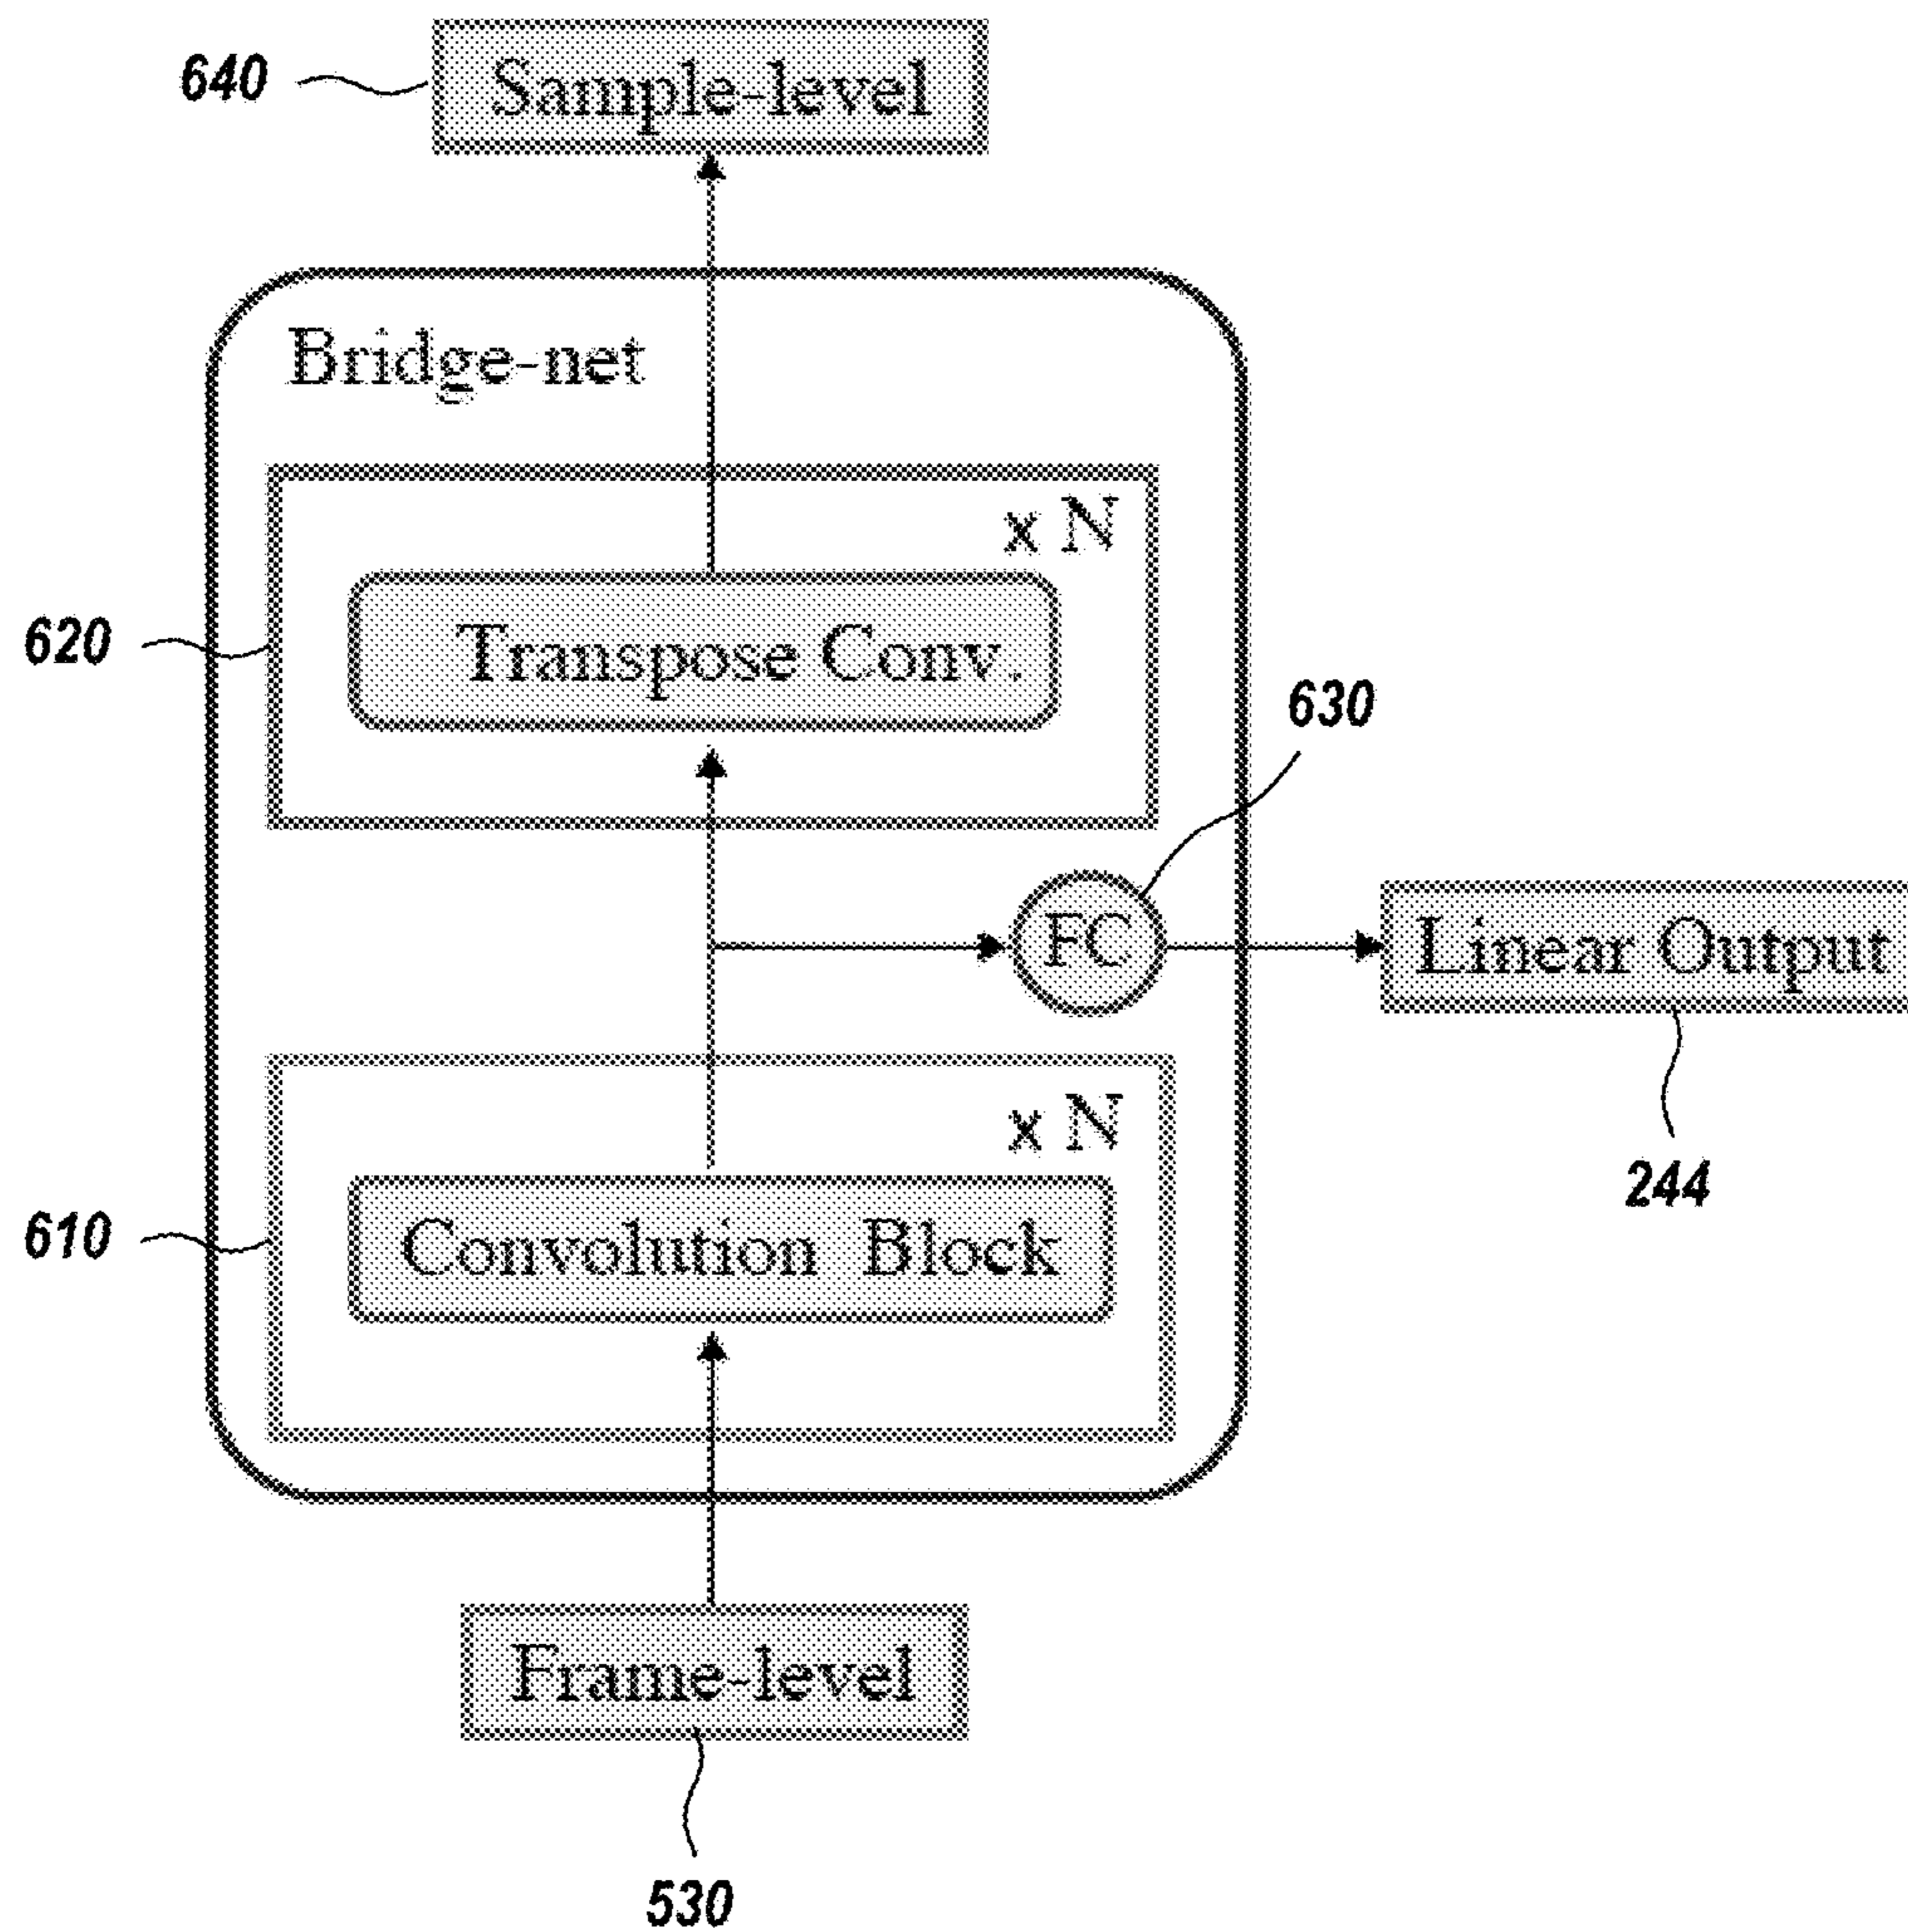 640
Sample-level
Bridge-net
x N
620
Transpose Conv.
630
FC
Linear Output
x N
244
610
Convolution Block
Frame-level
530